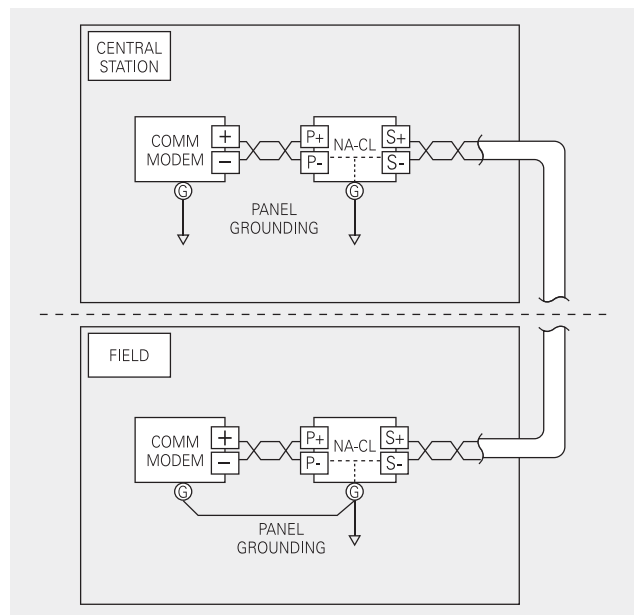 CENTRAL
STATION
COMM
MODEM
+
−
P+
P-
NA-CL
S+
S-
G
G
PANEL
GROUNDING
FIELD
COMM
MODEM
+
−
P+
P-
NA-CL
S+
S-
G
G
PANEL
GROUNDING